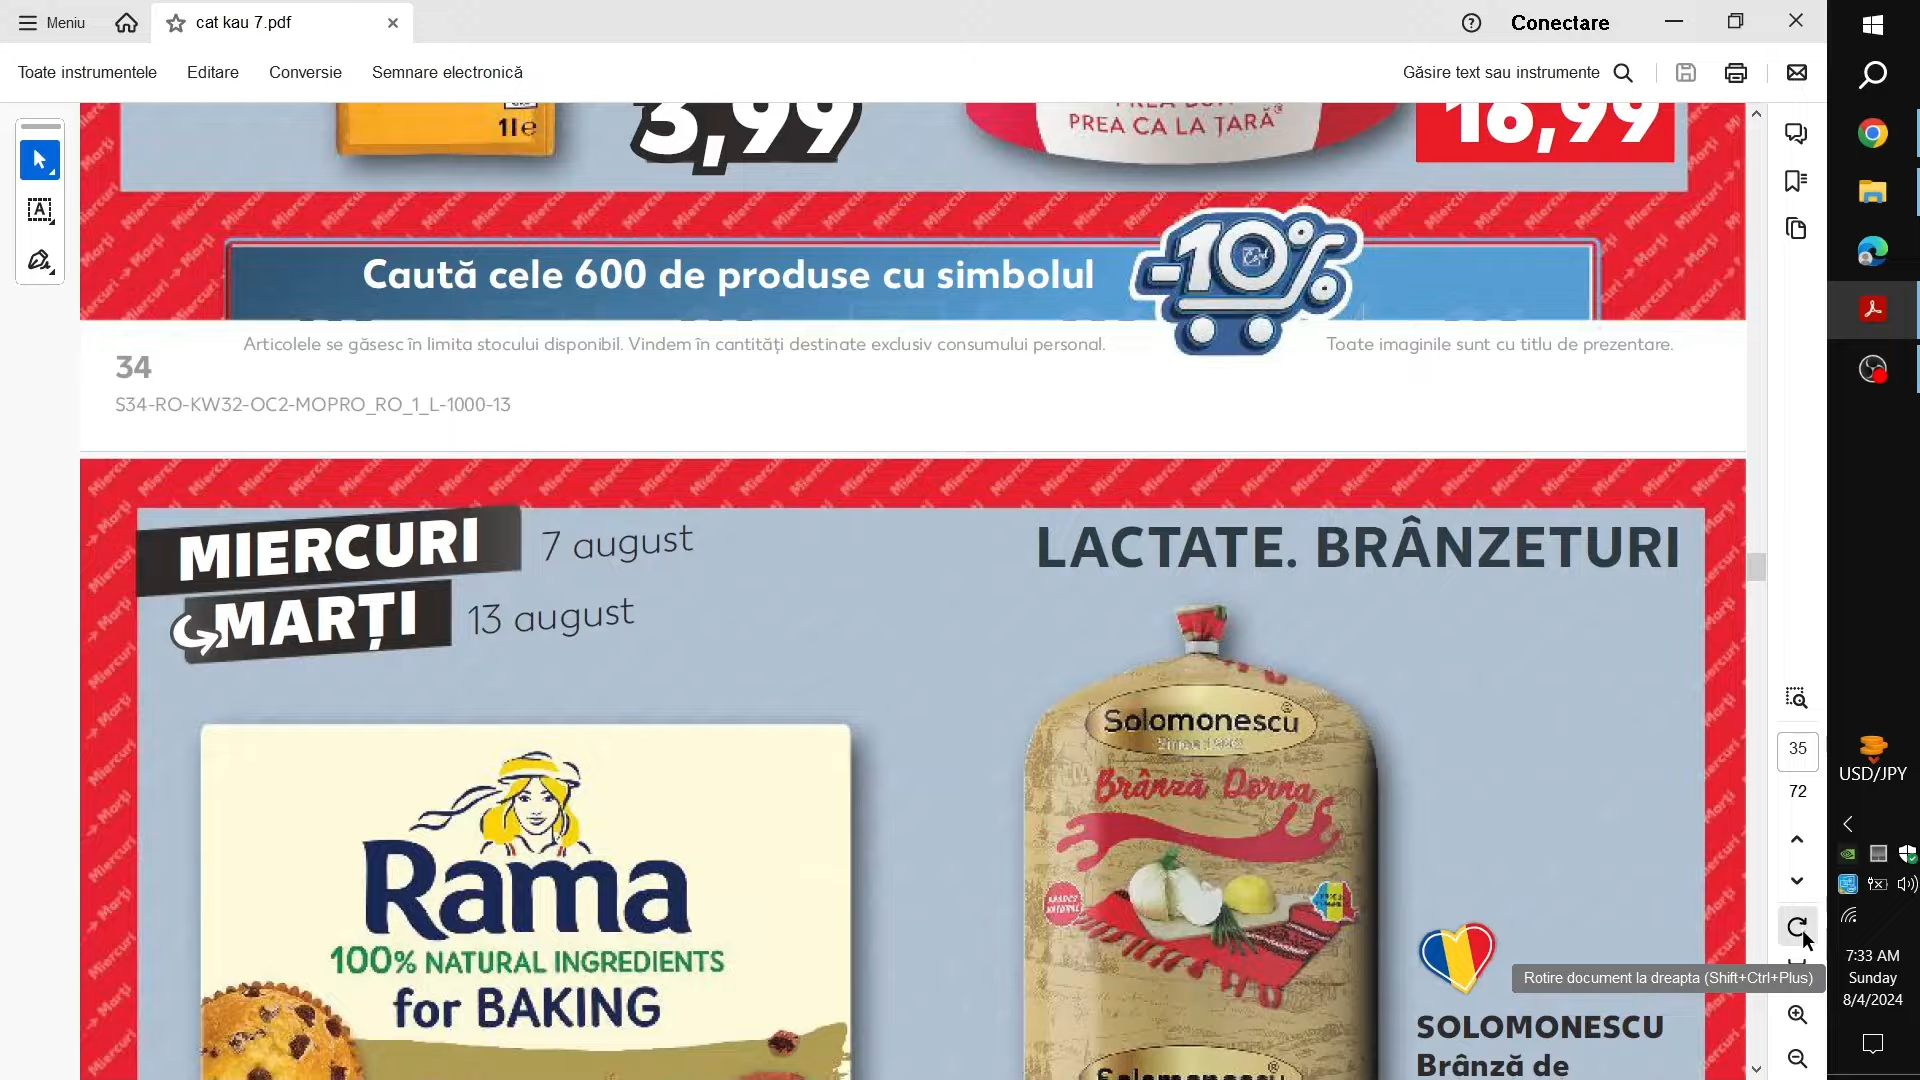 Meniu
cat kau 7.pdf
Conectare
Toate instrumentele
Editare
Conversie
Semnare electronică
Găsire text sau instrumente
1l e
3,99
PREA CA LA ȚARĂ
16,99
Caută cele 600 de produse cu simbolul
-10%
Card
Articolele se găsesc în limita stocului disponibil. Vindem în cantități destinate exclusiv consumului personal.
Toate imaginile sunt cu titlu de prezentare.
34
S34-RO-KW32-OC2-MOPRO_RO_1_L-1000-13
MIERCURI
7 august
MARȚI
13 august
LACTATE. BRÂNZETURI
Solomonescu®
Brânză Dorna
Rama
100% NATURAL INGREDIENTS
for BAKING
SOLOMONESCU
Brânză de
Solomonescu®
35
72
Rotire document la dreapta (Shift+Ctrl+Plus)
USD/JPY
7:33 AM
Sunday
8/4/2024